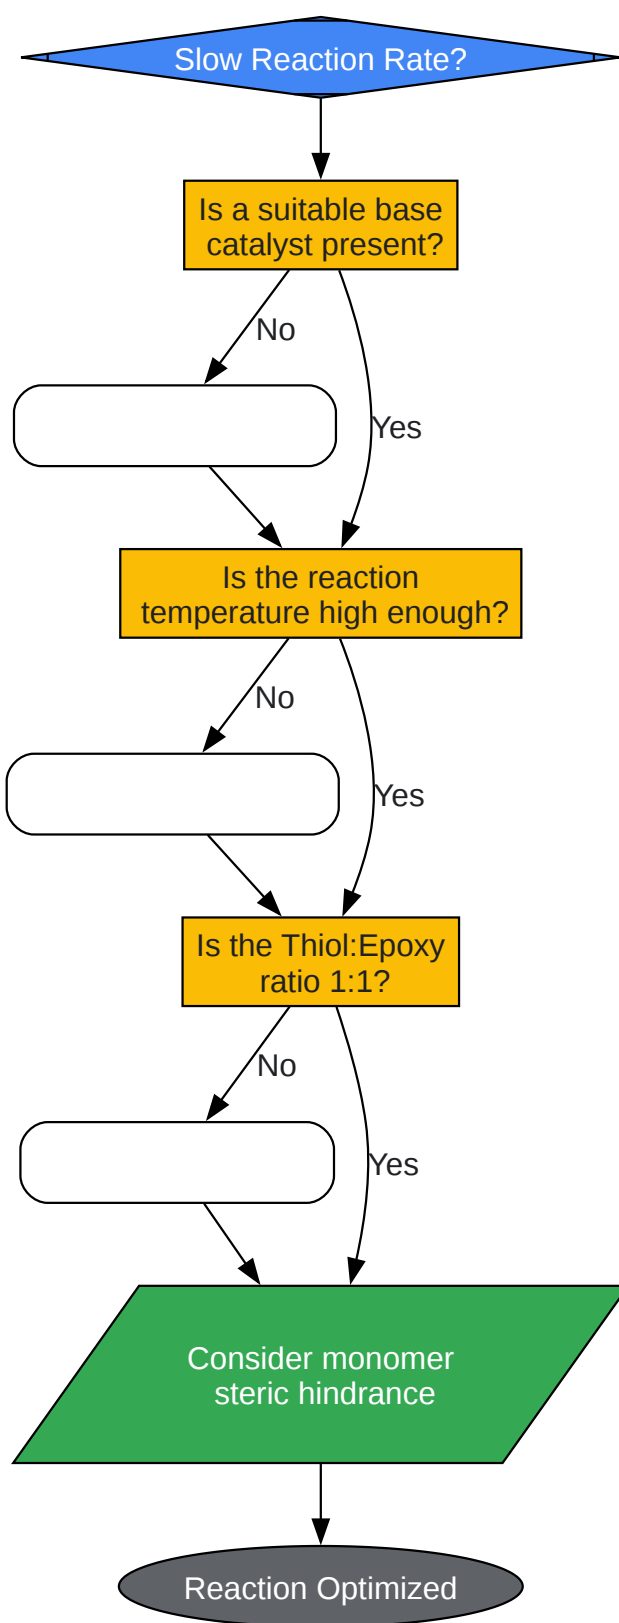 Slow Reaction Rate?
Is a suitable base
catalyst present?
No
Yes
Is the reaction
temperature high enough?
No
Yes
Is the Thiol:Epoxy
ratio 1:1?
No
Yes
Consider monomer
steric hindrance
Reaction Optimized